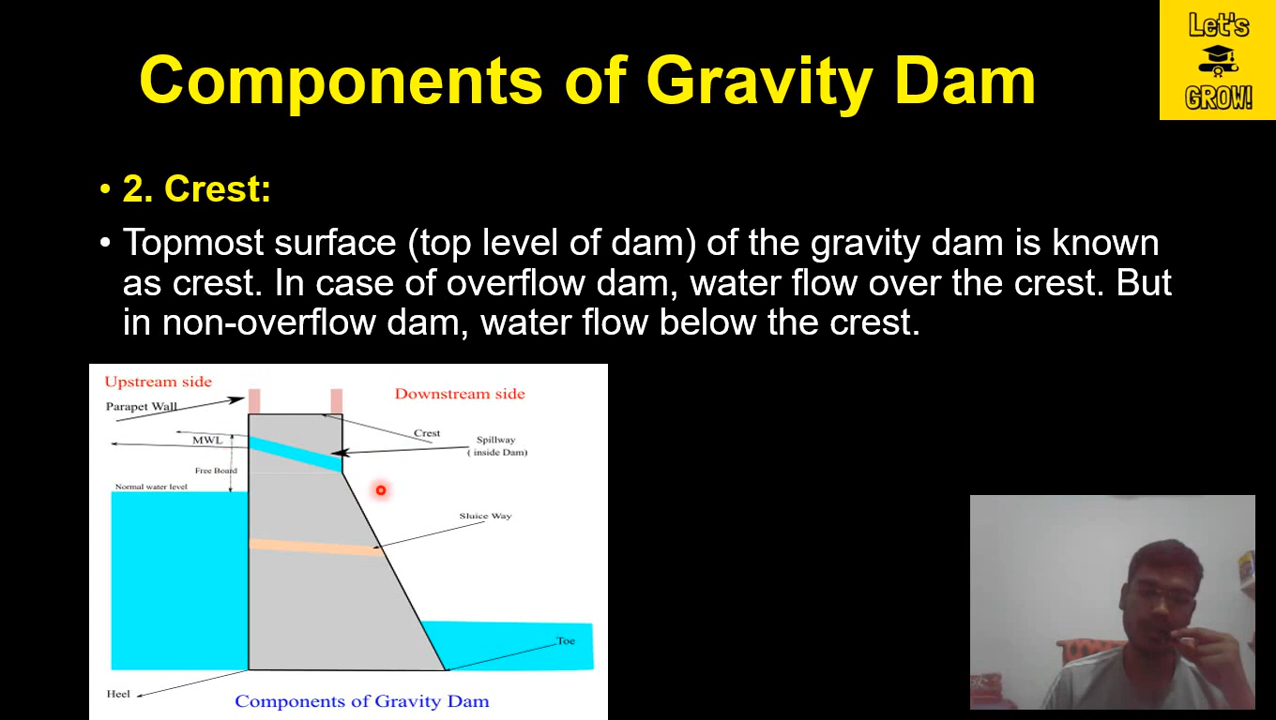 Components of Gravity Dam
Let's
GROW!
• 2. Crest:
• Topmost surface (top level of dam) of the gravity dam is known
as crest. In case of overflow dam, water flow over the crest. But
in non-overflow dam, water flow below the crest.
Upstream side
Downstream side
Parapet Wall
Crest
MWL
Spillway
( inside Dam)
Free Board
Normal water level
Sluice Way
Toe
Heel
Components of Gravity Dam